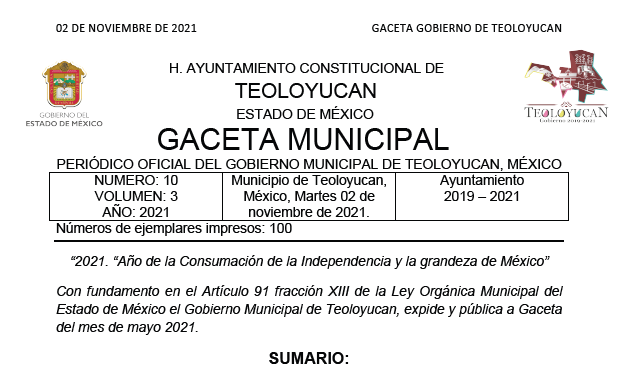 02 DE NOVIEMBRE DE 2021 GACETA GOBIERNO DE TEOLOYUCAN
H. AYUNTAMIENTO CONSTITUCIONAL DE
TEOLOYUCAN
ESTADO DE MÉXICO
GOBIERNO DEL
ESTADO DE MÉXICO
TEOLOYUCAN
Gobierno 2019-2021
GACETA MUNICIPAL
PERIÓDICO OFICIAL DEL GOBIERNO MUNICIPAL DE TEOLOYUCAN, MÉXICO
NUMERO: 10
VOLUMEN: 3
AÑO: 2021
Municipio de Teoloyucan,
México, Martes 02 de
noviembre de 2021.
Ayuntamiento
2019 – 2021
Números de ejemplares impresos: 100
“2021. “Año de la Consumación de la Independencia y la grandeza de México”
Con fundamento en el Artículo 91 fracción XIII de la Ley Orgánica Municipal del
Estado de México el Gobierno Municipal de Teoloyucan, expide y pública a Gaceta
del mes de mayo 2021.
SUMARIO: